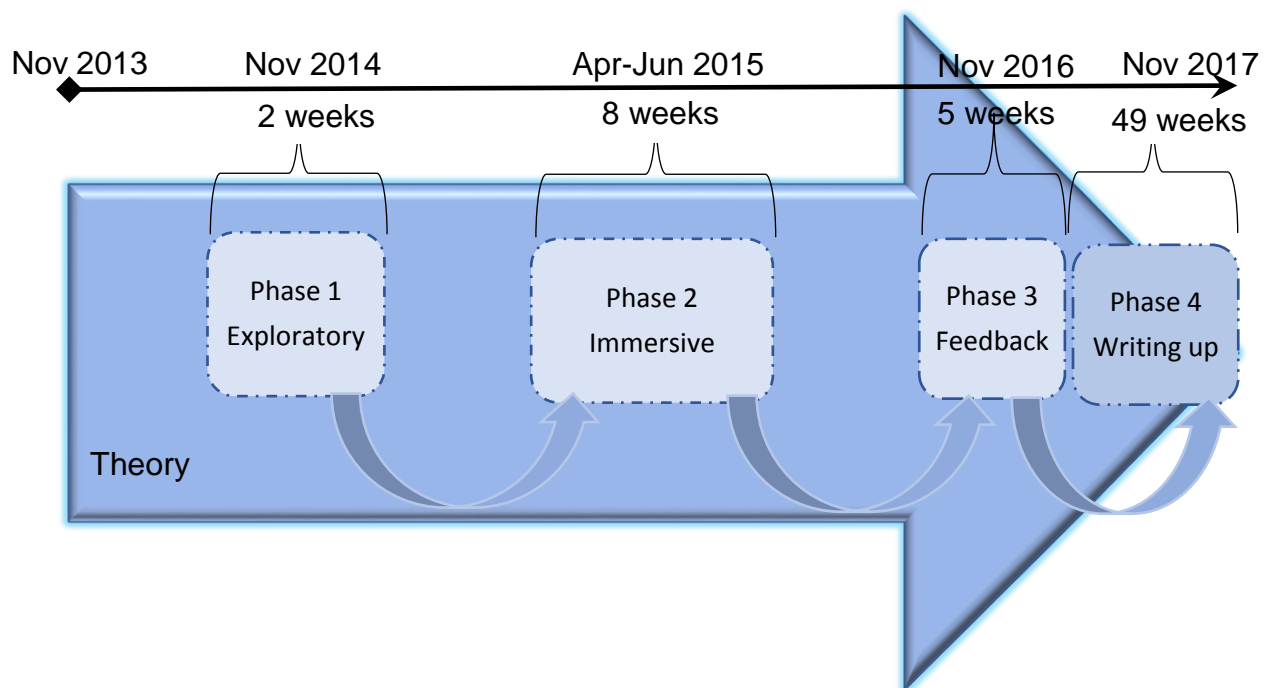 Nov 2013
Nov 2014
Apr-Jun 2015
Nov 2016
Nov 2017
2 weeks
8 weeks
5 weeks
49 weeks
Phase 1
Exploratory
Phase 2
Immersive
Phase 3
Feedback
Phase 4
Writing up
Theory